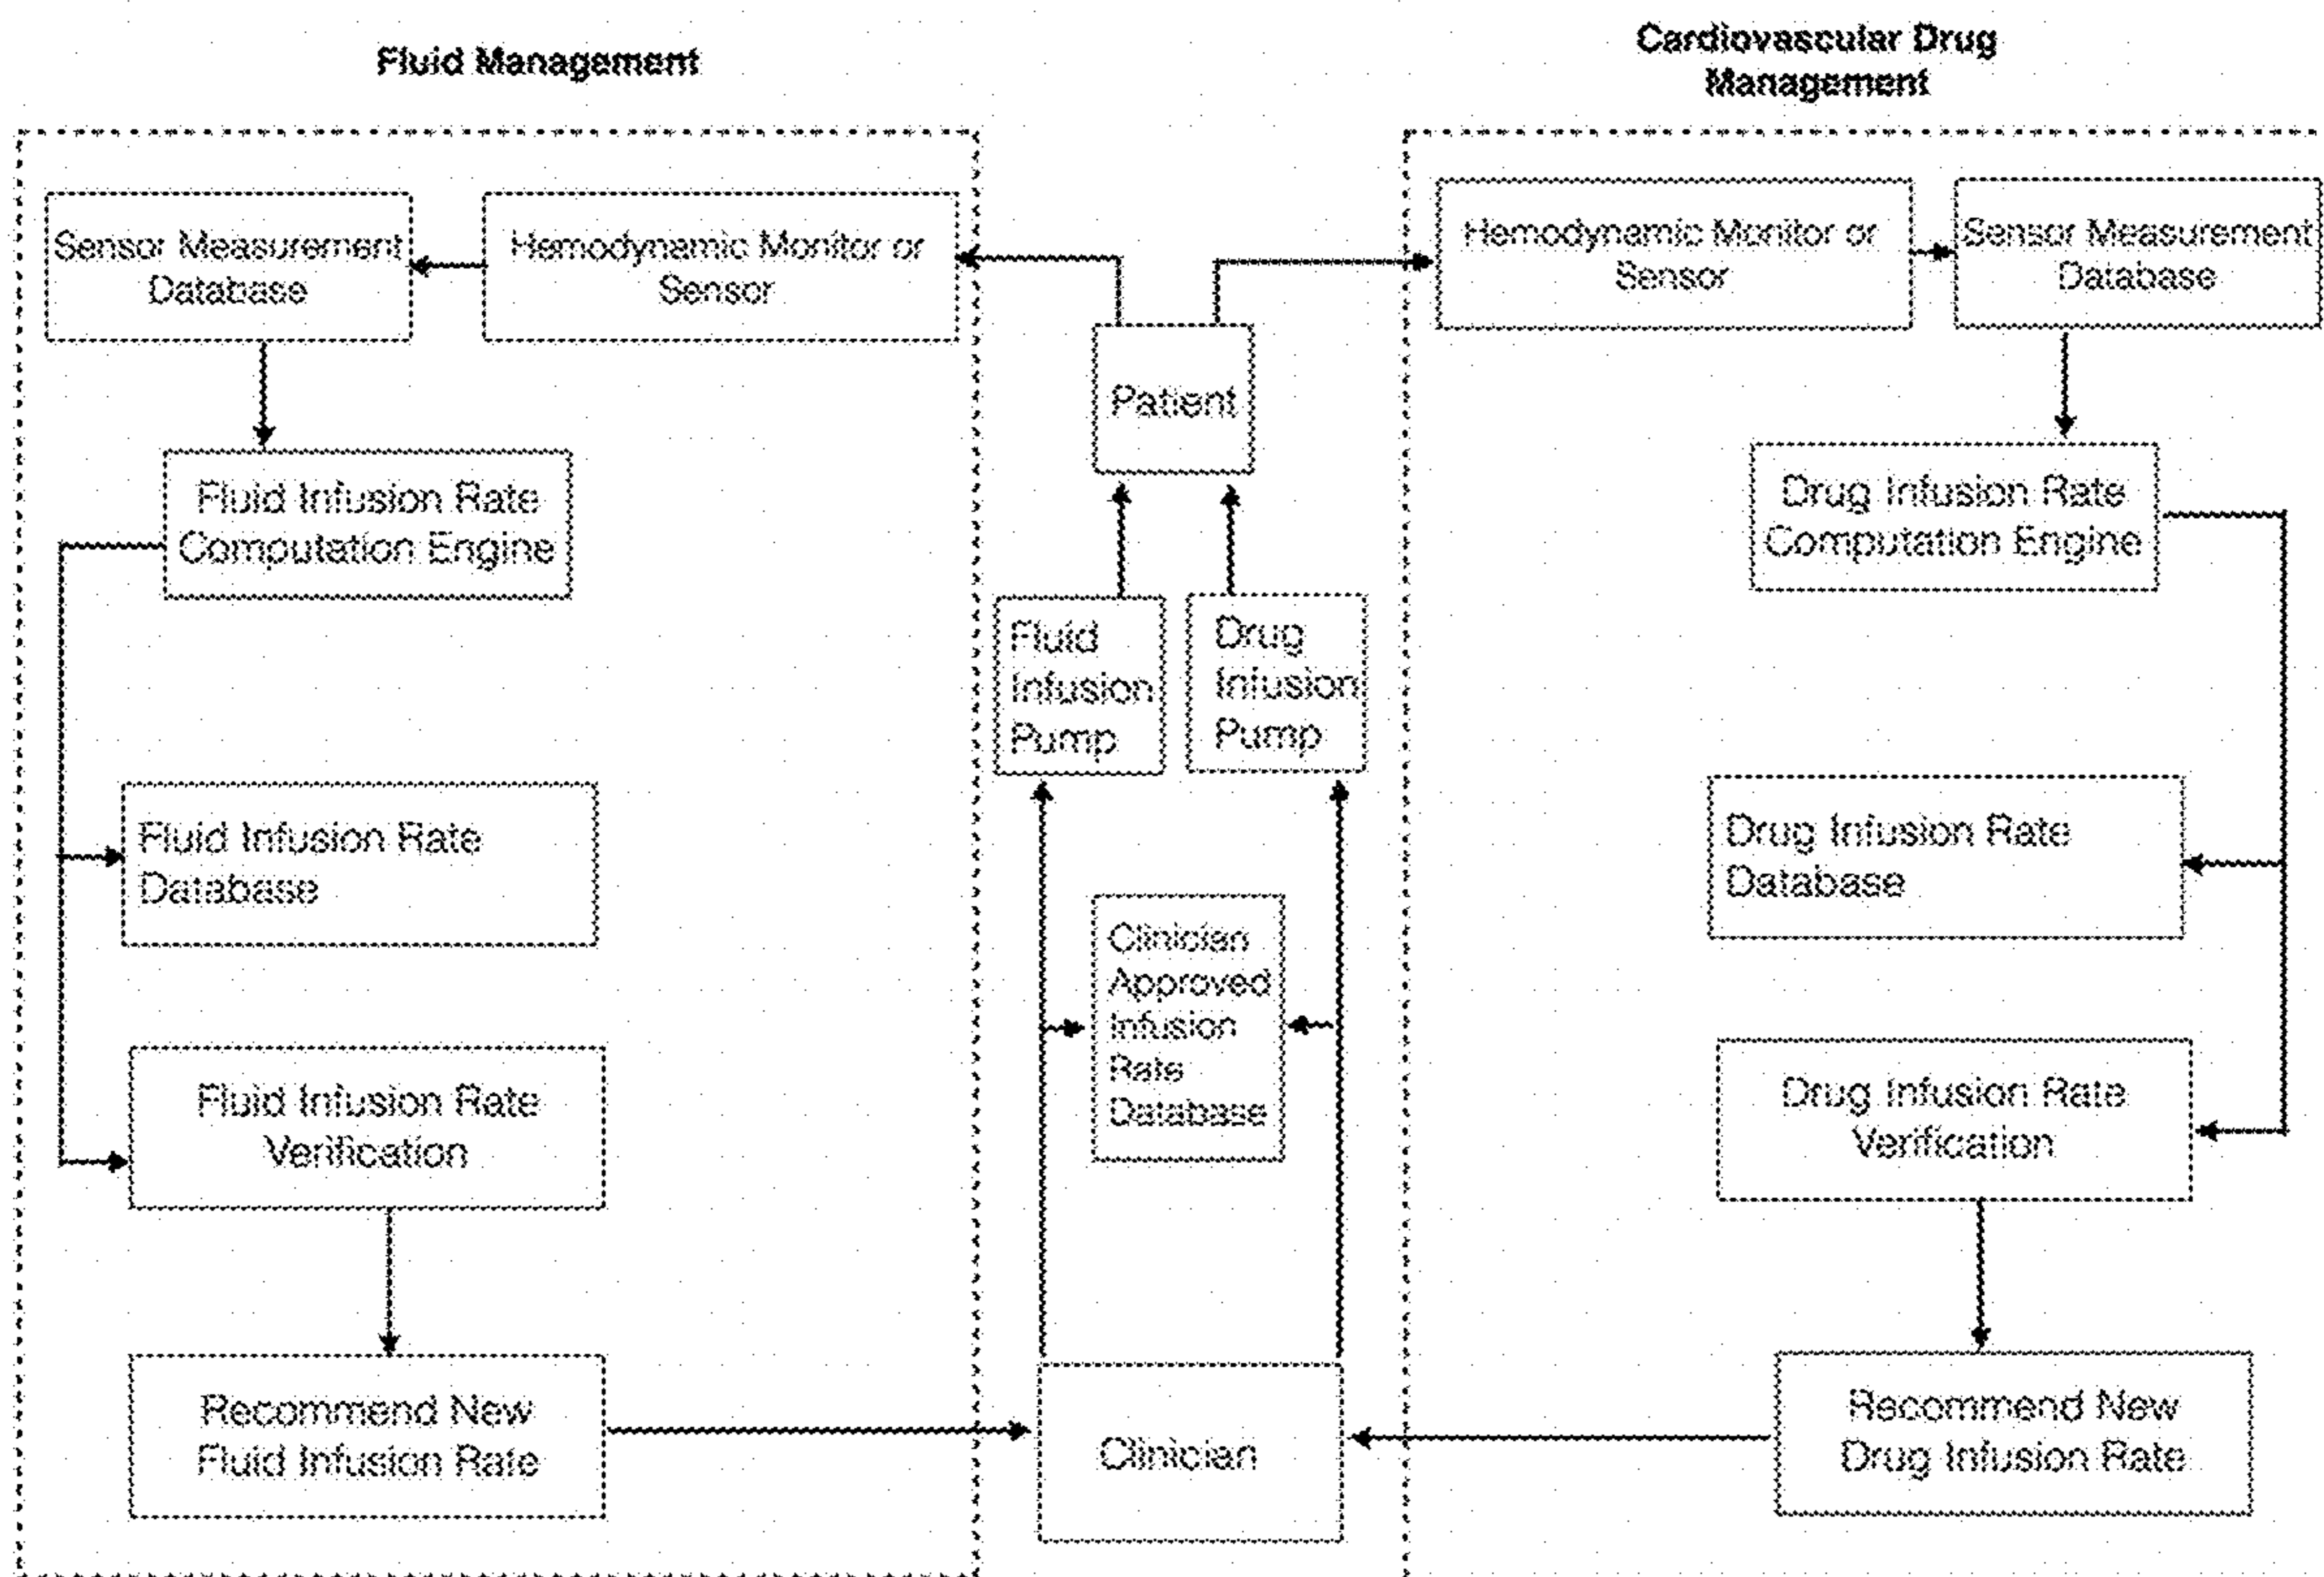 Fluid Management
Cardiovascular Drug
Management
Sensor Measurement
Database
Hemodynamic Monitor or
Sensor
Hemodynamic Monitor or
Sensor
Sensor Measurement
Database
Patient
Fluid Infusion Rate
Computation Engine
Drug Infusion Rate
Computation Engine
Fluid
Infusion
Pump
Drug
Infusion
Pump
Fluid Infusion Rate
Database
Drug Infusion Rate
Database
Clinician
Approved
Infusion
Rate
Database
Fluid Infusion Rate
Verification
Drug Infusion Rate
Verification
Recommend New
Fluid Infusion Rate
Clinician
Recommend New
Drug Infusion Rate